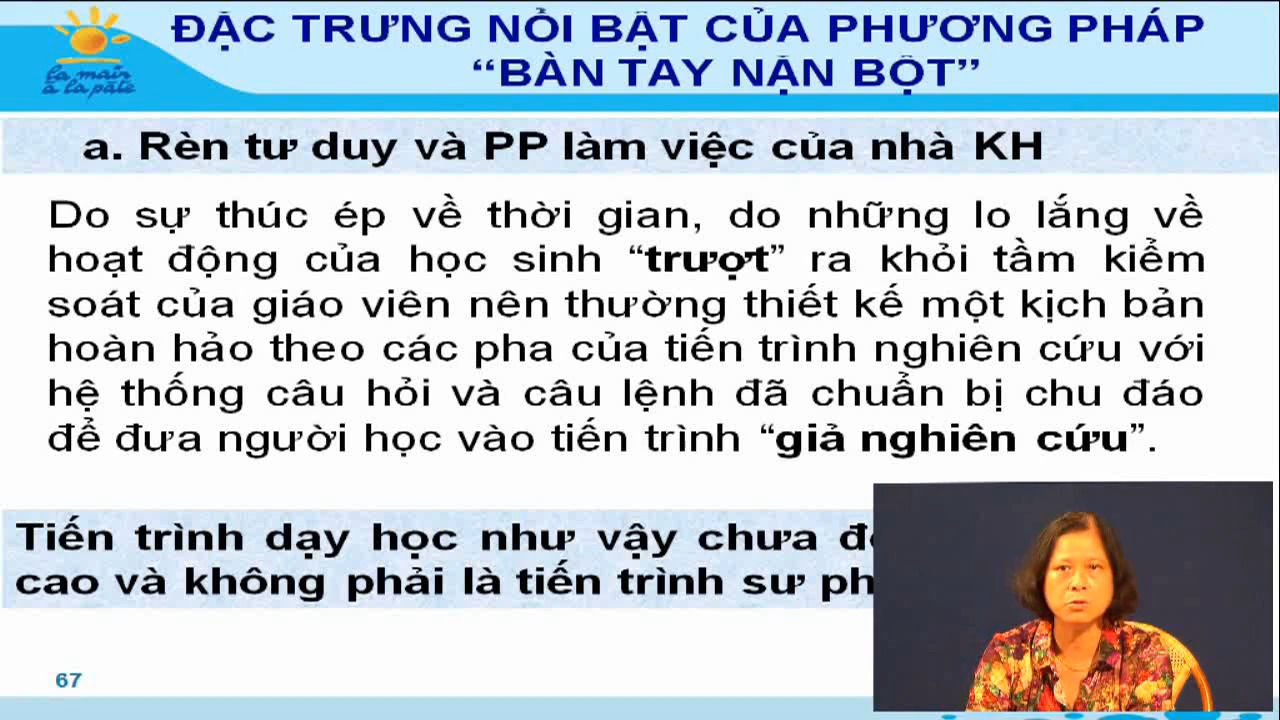 la main
à la pâte
ĐẶC TRƯNG NỔI BẬT CỦA PHƯƠNG PHÁP
“BÀN TAY NẶN BỘT”
a. Rèn tư duy và PP làm việc của nhà KH
Do sự thúc ép về thời gian, do những lo lắng về
hoạt động của học sinh “trượt” ra khỏi tầm kiểm
soát của giáo viên nên thường thiết kế một kịch bản
hoàn hảo theo các pha của tiến trình nghiên cứu với
hệ thống câu hỏi và câu lệnh đã chuẩn bị chu đáo
để đưa người học vào tiến trình “giả nghiên cứu”.
Tiến trình dạy học như vậy chưa
cao và không phải là tiến trình sư
67